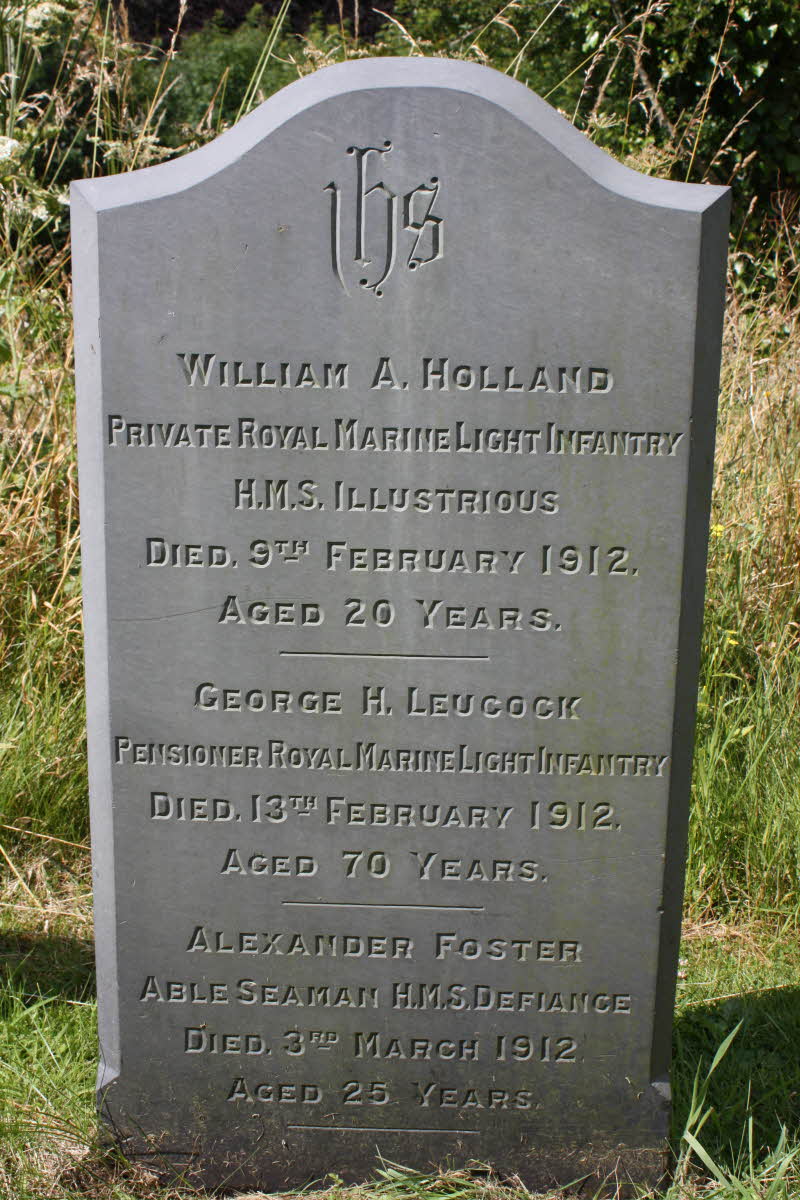 IHS
WILLIAM A. HOLLAND
PRIVATE ROYAL MARINE LIGHT INFANTRY
H.M.S. ILLUSTRIOUS
DIED. 9TH FEBRUARY 1912.
AGED 20 YEARS.
GEORGE H. LEUCOCK
PENSIONER ROYAL MARINE LIGHT INFANTRY
DIED. 13TH FEBRUARY 1912.
AGED 70 YEARS.
ALEXANDER FOSTER
ABLE SEAMAN H.M.S. DEFIANCE
DIED. 3RD MARCH 1912.
AGED 25 YEARS.